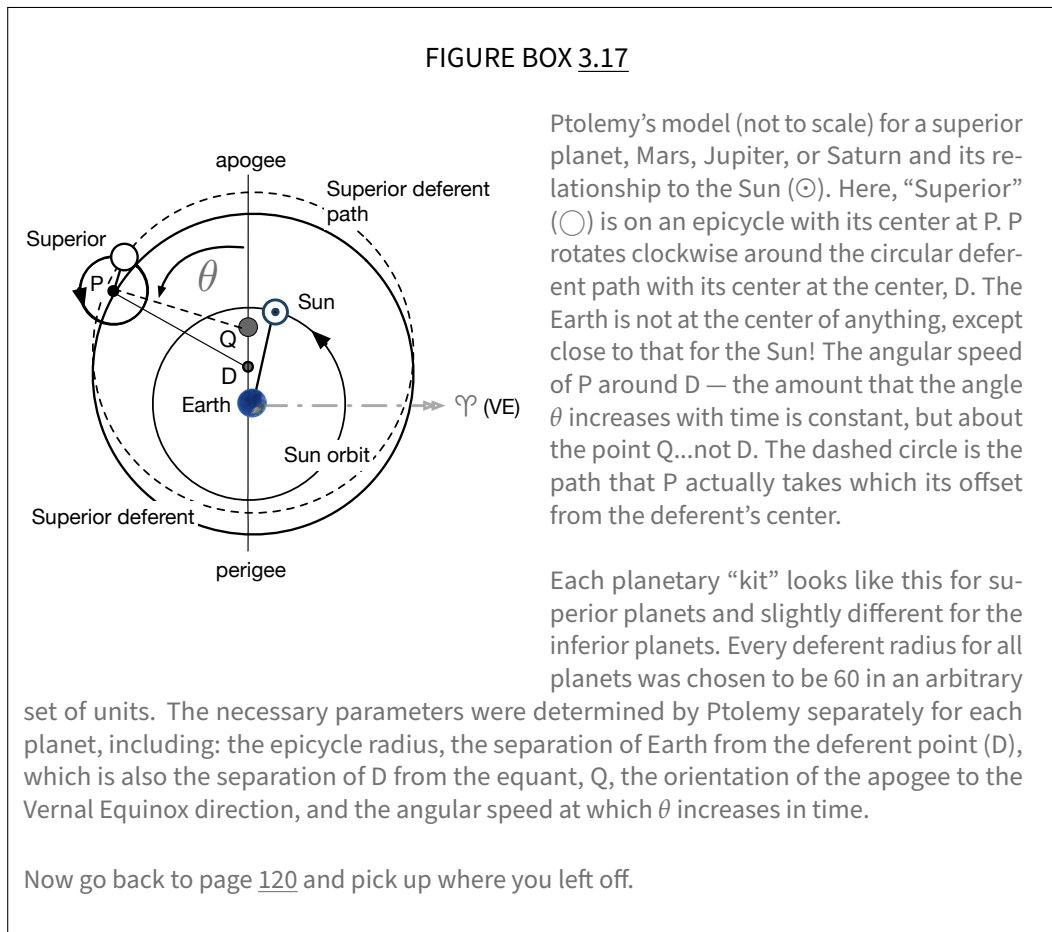 FIGURE BOX 3.17
apogee
Superior deferent
path
Superior
P
θ
Sun
Q
D
Earth
♈︎ (VE)
Sun orbit
Superior deferent
perigee
Ptolemy’s model (not to scale) for a superior
planet, Mars, Jupiter, or Saturn and its re-
lationship to the Sun (⊙). Here, “Superior”
(◯) is on an epicycle with its center at P. P
rotates clockwise around the circular defer-
ent path with its center at the center, D. The
Earth is not at the center of anything, except
close to that for the Sun! The angular speed
of P around D — the amount that the angle
θ increases with time is constant, but about
the point Q...not D. The dashed circle is the
path that P actually takes which its offset
from the deferent’s center.
Each planetary “kit” looks like this for su-
perior planets and slightly different for the
inferior planets. Every deferent radius for all
planets was chosen to be 60 in an arbitrary
set of units. The necessary parameters were determined by Ptolemy separately for each
planet, including: the epicycle radius, the separation of Earth from the deferent point (D),
which is also the separation of D from the equant, Q, the orientation of the apogee to the
Vernal Equinox direction, and the angular speed at which θ increases in time.
Now go back to page 120 and pick up where you left off.